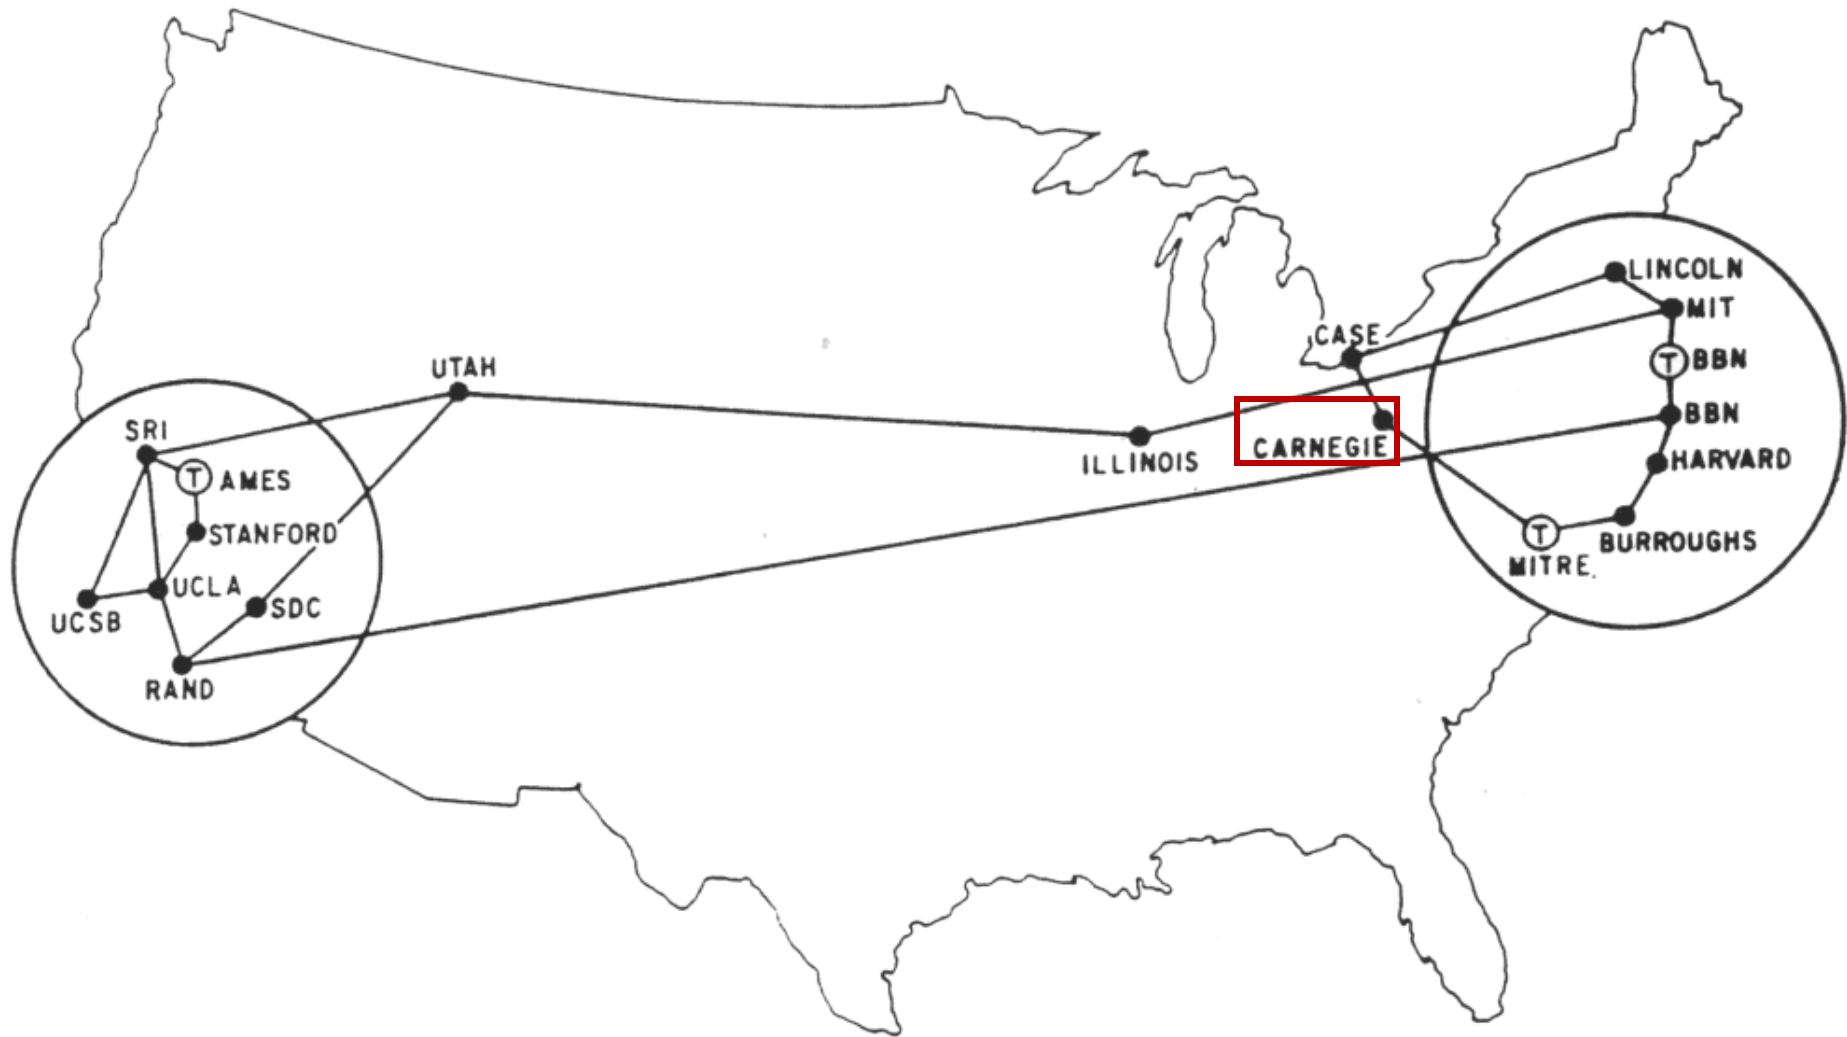 LINCOLN
MIT
CASE
T BBN
UTAH
BBN
SRI
CARNEGIE
ILLINOIS
HARVARD
T AMES
STANFORD
T
BURROUGHS
MITRE.
UCLA
SDC
UCSB
RAND